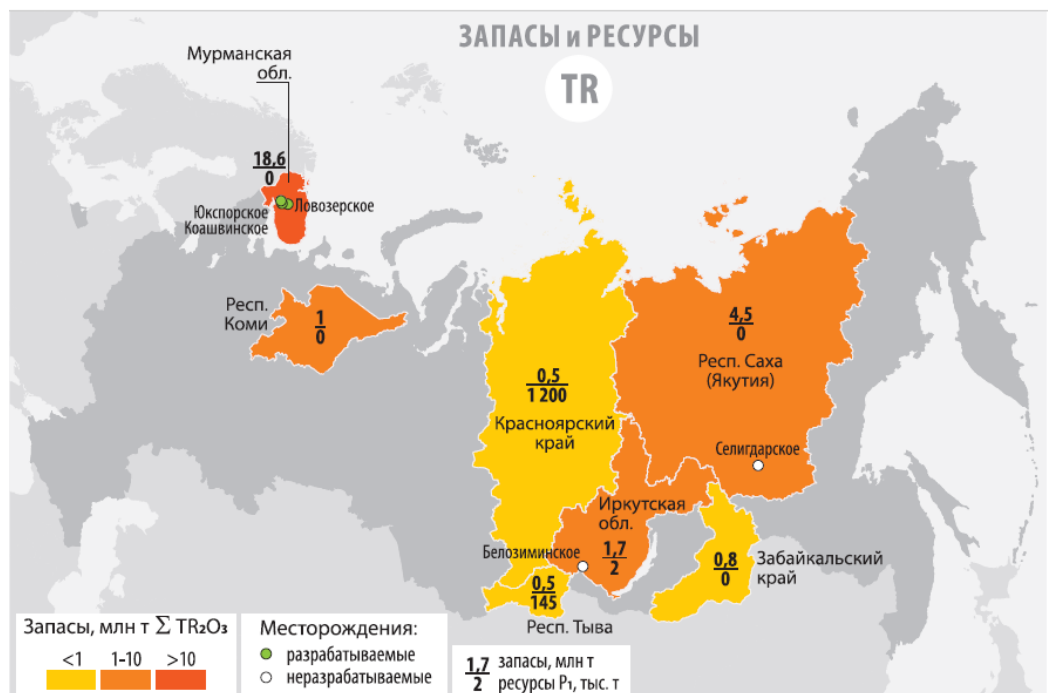 ЗАПАСЫ и РЕСУРСЫ
TR
Мурманская
обл.
18,6
0
Ловозерское
Юкспорское
Коашвинское
Респ.
Коми
1
0
0,5
1 200
Красноярский
край
4,5
0
Респ. Саха
(Якутия)
Селигдарское
Иркутская
обл.
1,7
2
Белозиминское
0,5
145
Респ. Тыва
0,8
0
Забайкальский
край
Запасы, млн т Σ TR₂O₃
<1 1-10 >10
Месторождения:
разрабатываемые
неразрабатываемые
1,7 запасы, млн т
2 ресурсы P₁, тыс. т